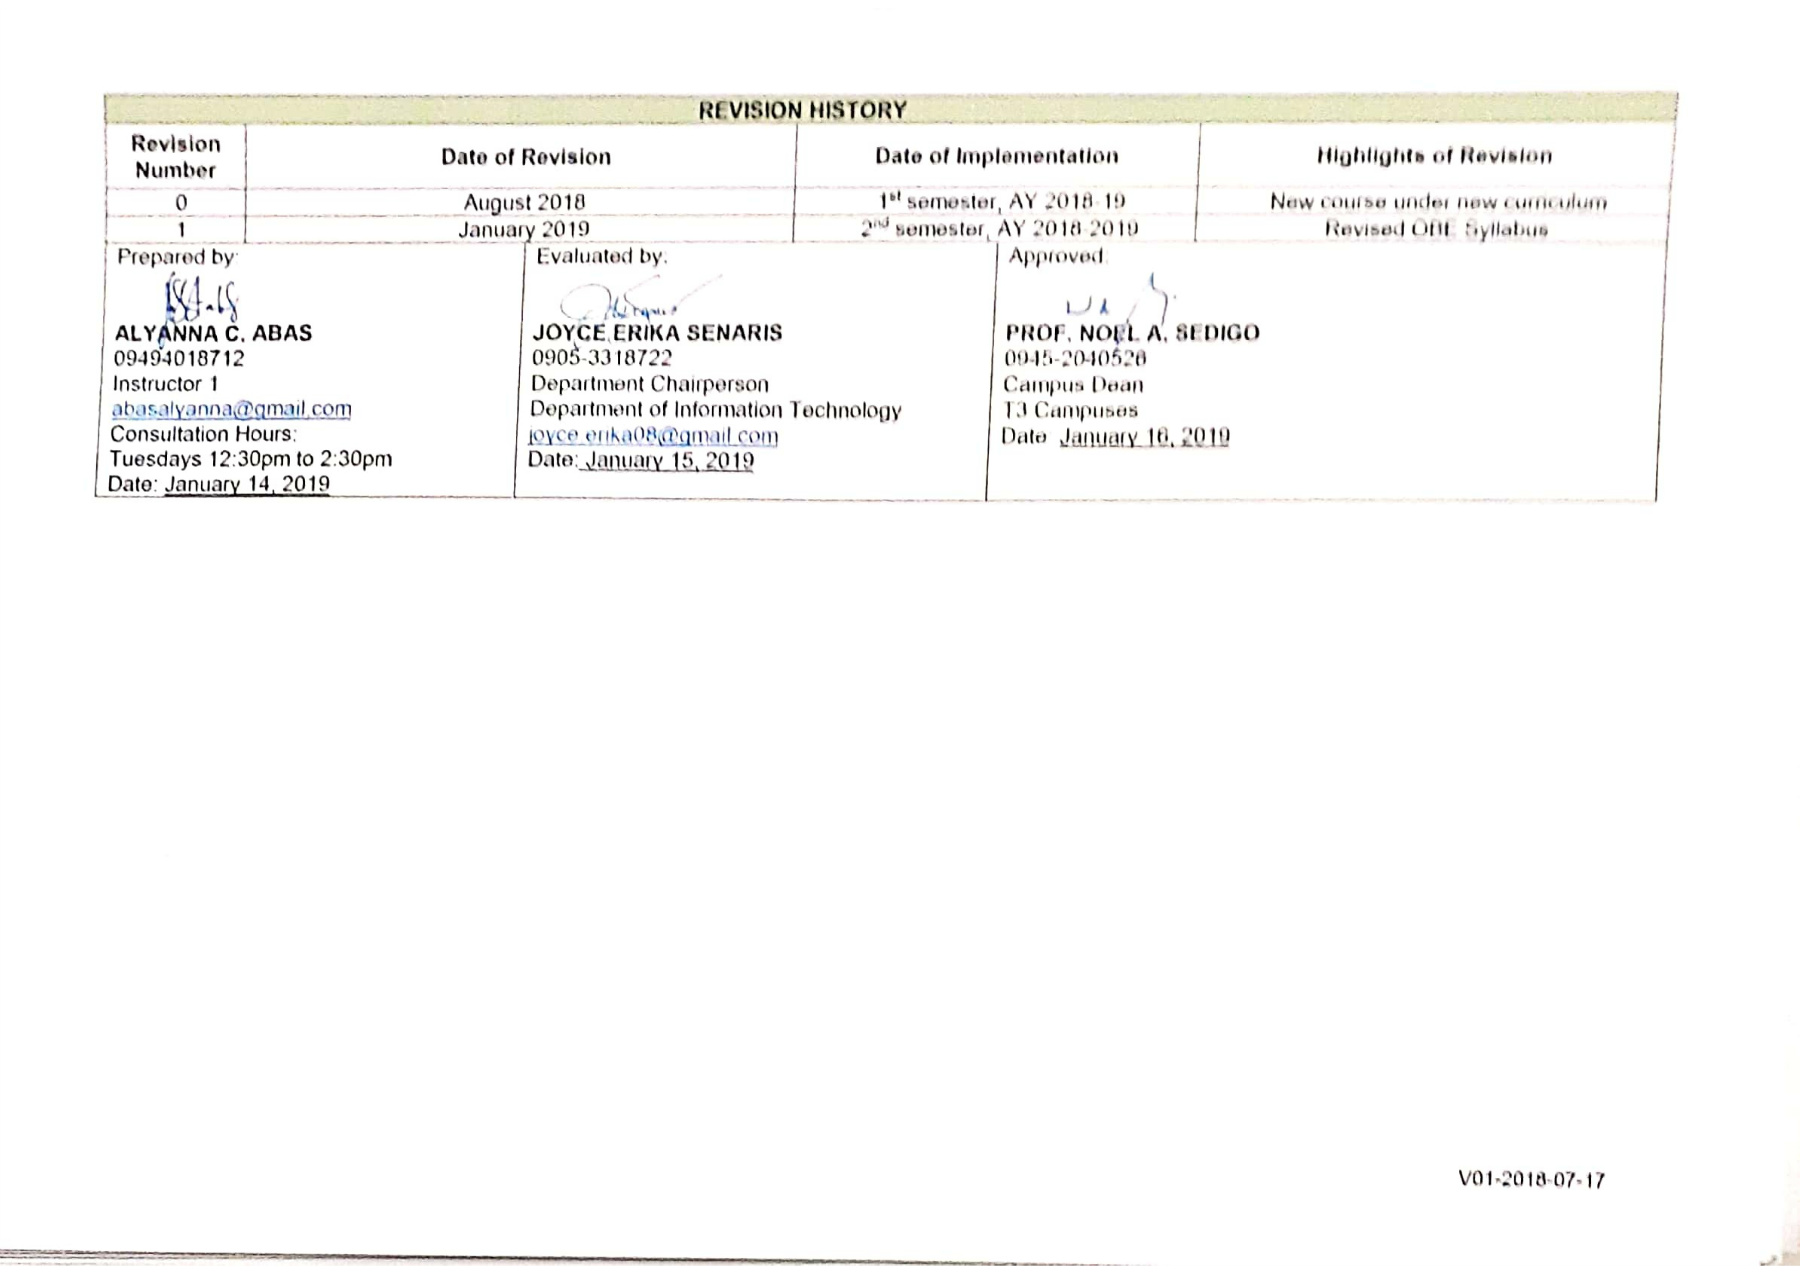 REVISION HISTORY
Revision Number
Date of Revision
Date of Implementation
Highlights of Revision
0
August 2018
1st semester, AY 2018-19
New course under new curriculum
1
January 2019
2nd semester, AY 2018-2019
Revised OBE Syllabus
Prepared by:
ALYANNA C. ABAS
09494018712
Instructor 1
abasalyanna@gmail.com
Consultation Hours:
Tuesdays 12:30pm to 2:30pm
Date: January 14, 2019
Evaluated by:
JOYCE ERIKA SENARIS
0905-3318722
Department Chairperson
Department of Information Technology
joyce.erika08@gmail.com
Date: January 15, 2019
Approved:
PROF. NOEL A. SEDIGO
0945-2040526
Campus Dean
T3 Campuses
Date: January 16, 2019
V01-2018-07-17